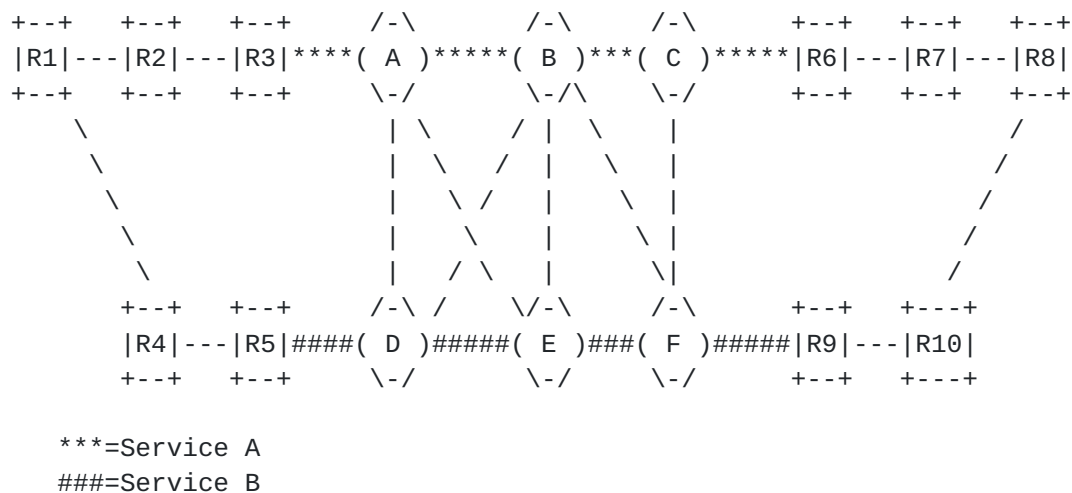 +--+   +--+   +--+       /-\         /-\     /-\        +--+   +--+   +--+
|R1|---|R2|---|R3|****( A )*****( B )***( C )*****|R6|---|R7|---|R8|
+--+   +--+   +--+       \-/         \-/\    \-/        +--+   +--+   +--+
    \                    | \     / |  \    |                     /
     \                   |  \   /  |   \   |                    /
      \                  |   \ /   |    \  |                   /
       \                 |    \    |     \ |                  /
        \                |   / \   |      \|                 /
       +--+   +--+       /-\ /    \/-\     /-\        +--+   +---+
       |R4|---|R5|####( D )#####( E )###( F )#####|R9|---|R10|
       +--+   +--+       \-/         \-/     \-/        +--+   +---+
***=Service A
###=Service B